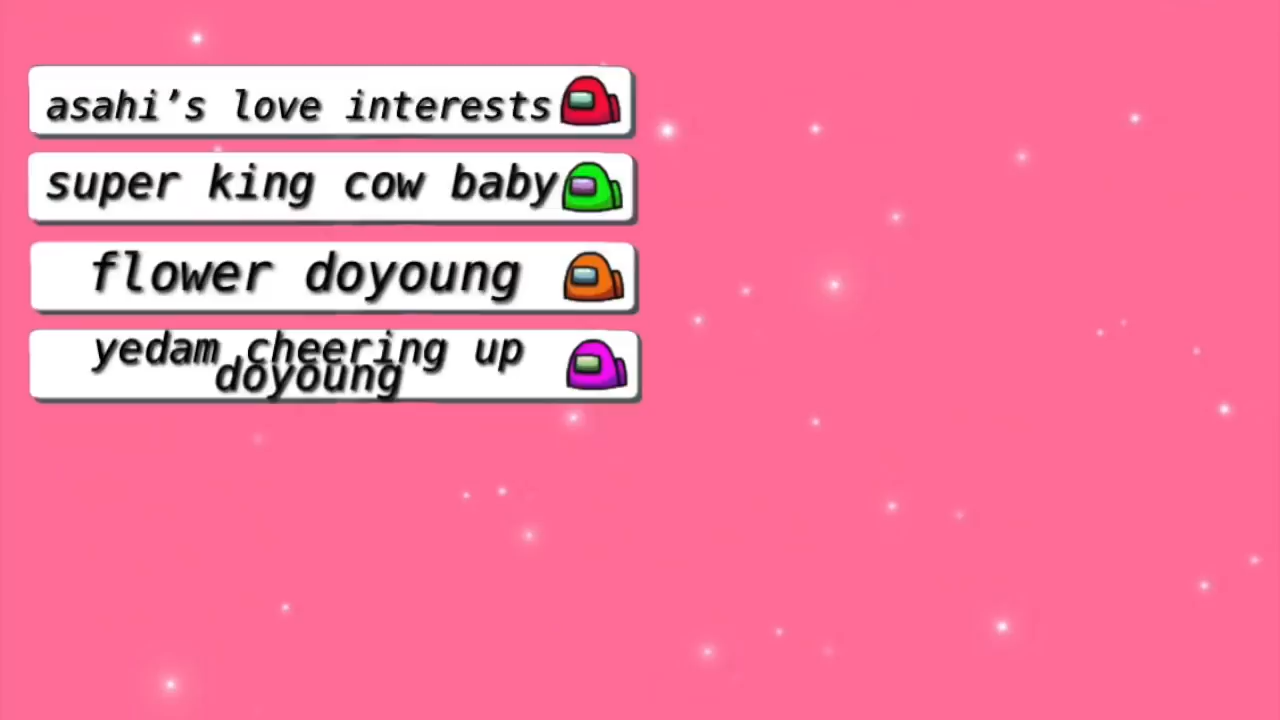 asahi’s love interests
super king cow baby
flower doyoung
yedam cheering up
doyoung